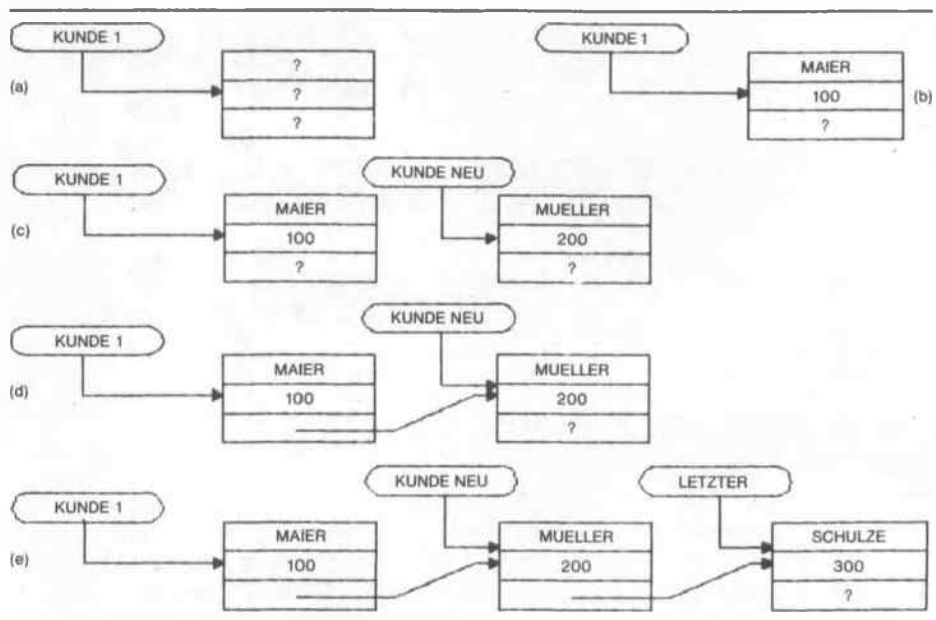 KUNDE 1
?
(a)
?
?
KUNDE 1
MAIER
100
(b)
?
KUNDE 1
KUNDE NEU
MAIER
MUELLER
(c)
100
200
?
?
KUNDE NEU
KUNDE 1
MAIER
MUELLER
(d)
100
200
?
KUNDE NEU
LETZTER
KUNDE 1
MAIER
MUELLER
SCHULZE
(e)
100
200
300
?